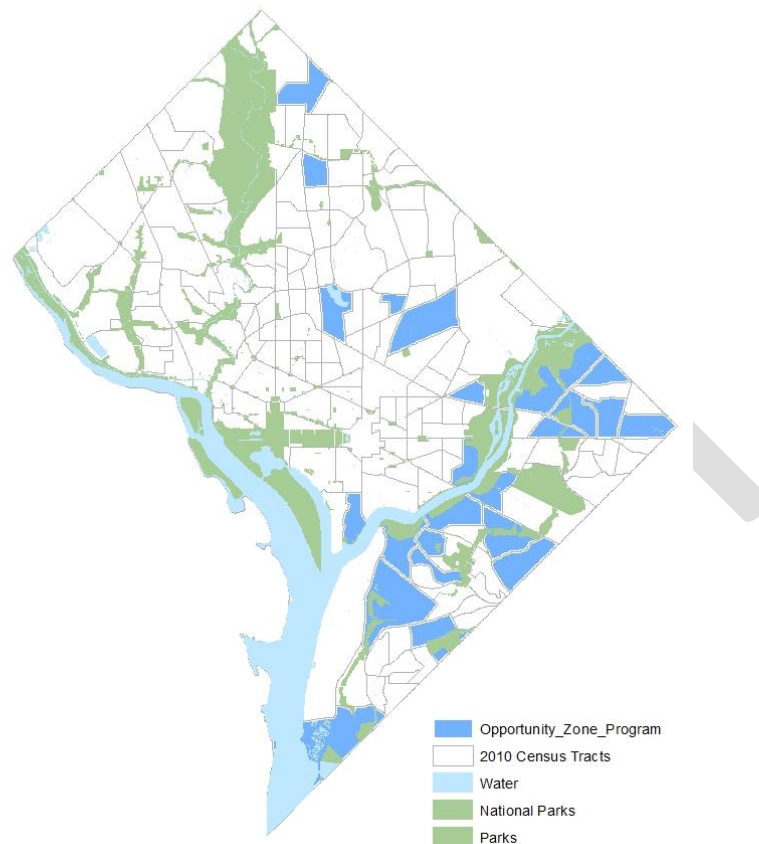 Opportunity_Zone_Program
2010 Census Tracts
Water
National Parks
Parks